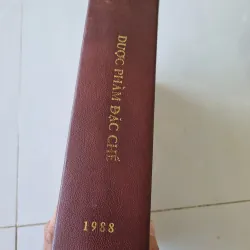 DƯỢC PHẨM ĐẶC CHẾ
1988